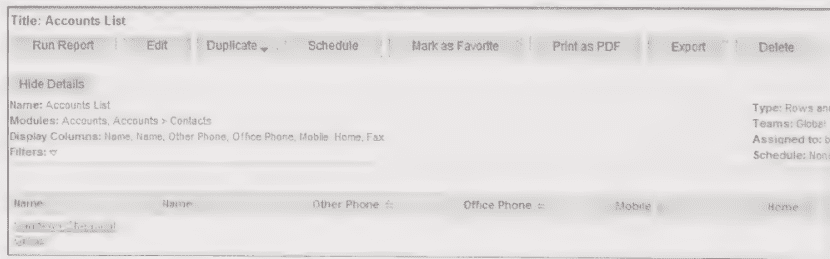 Title: Accounts List
Run Report Edit Duplicate Schedule Mark as Favorite Print as PDF Export Delete
Hide Details
Name: Accounts List
Modules: Accounts, Accounts > Contacts
Display Columns: Name, Name, Other Phone, Office Phone, Mobile, Home, Fax
Filters:
Type: Rows and
Teams: Global
Assigned to: b
Schedule: None
Name Name Other Phone Office Phone Mobile Home